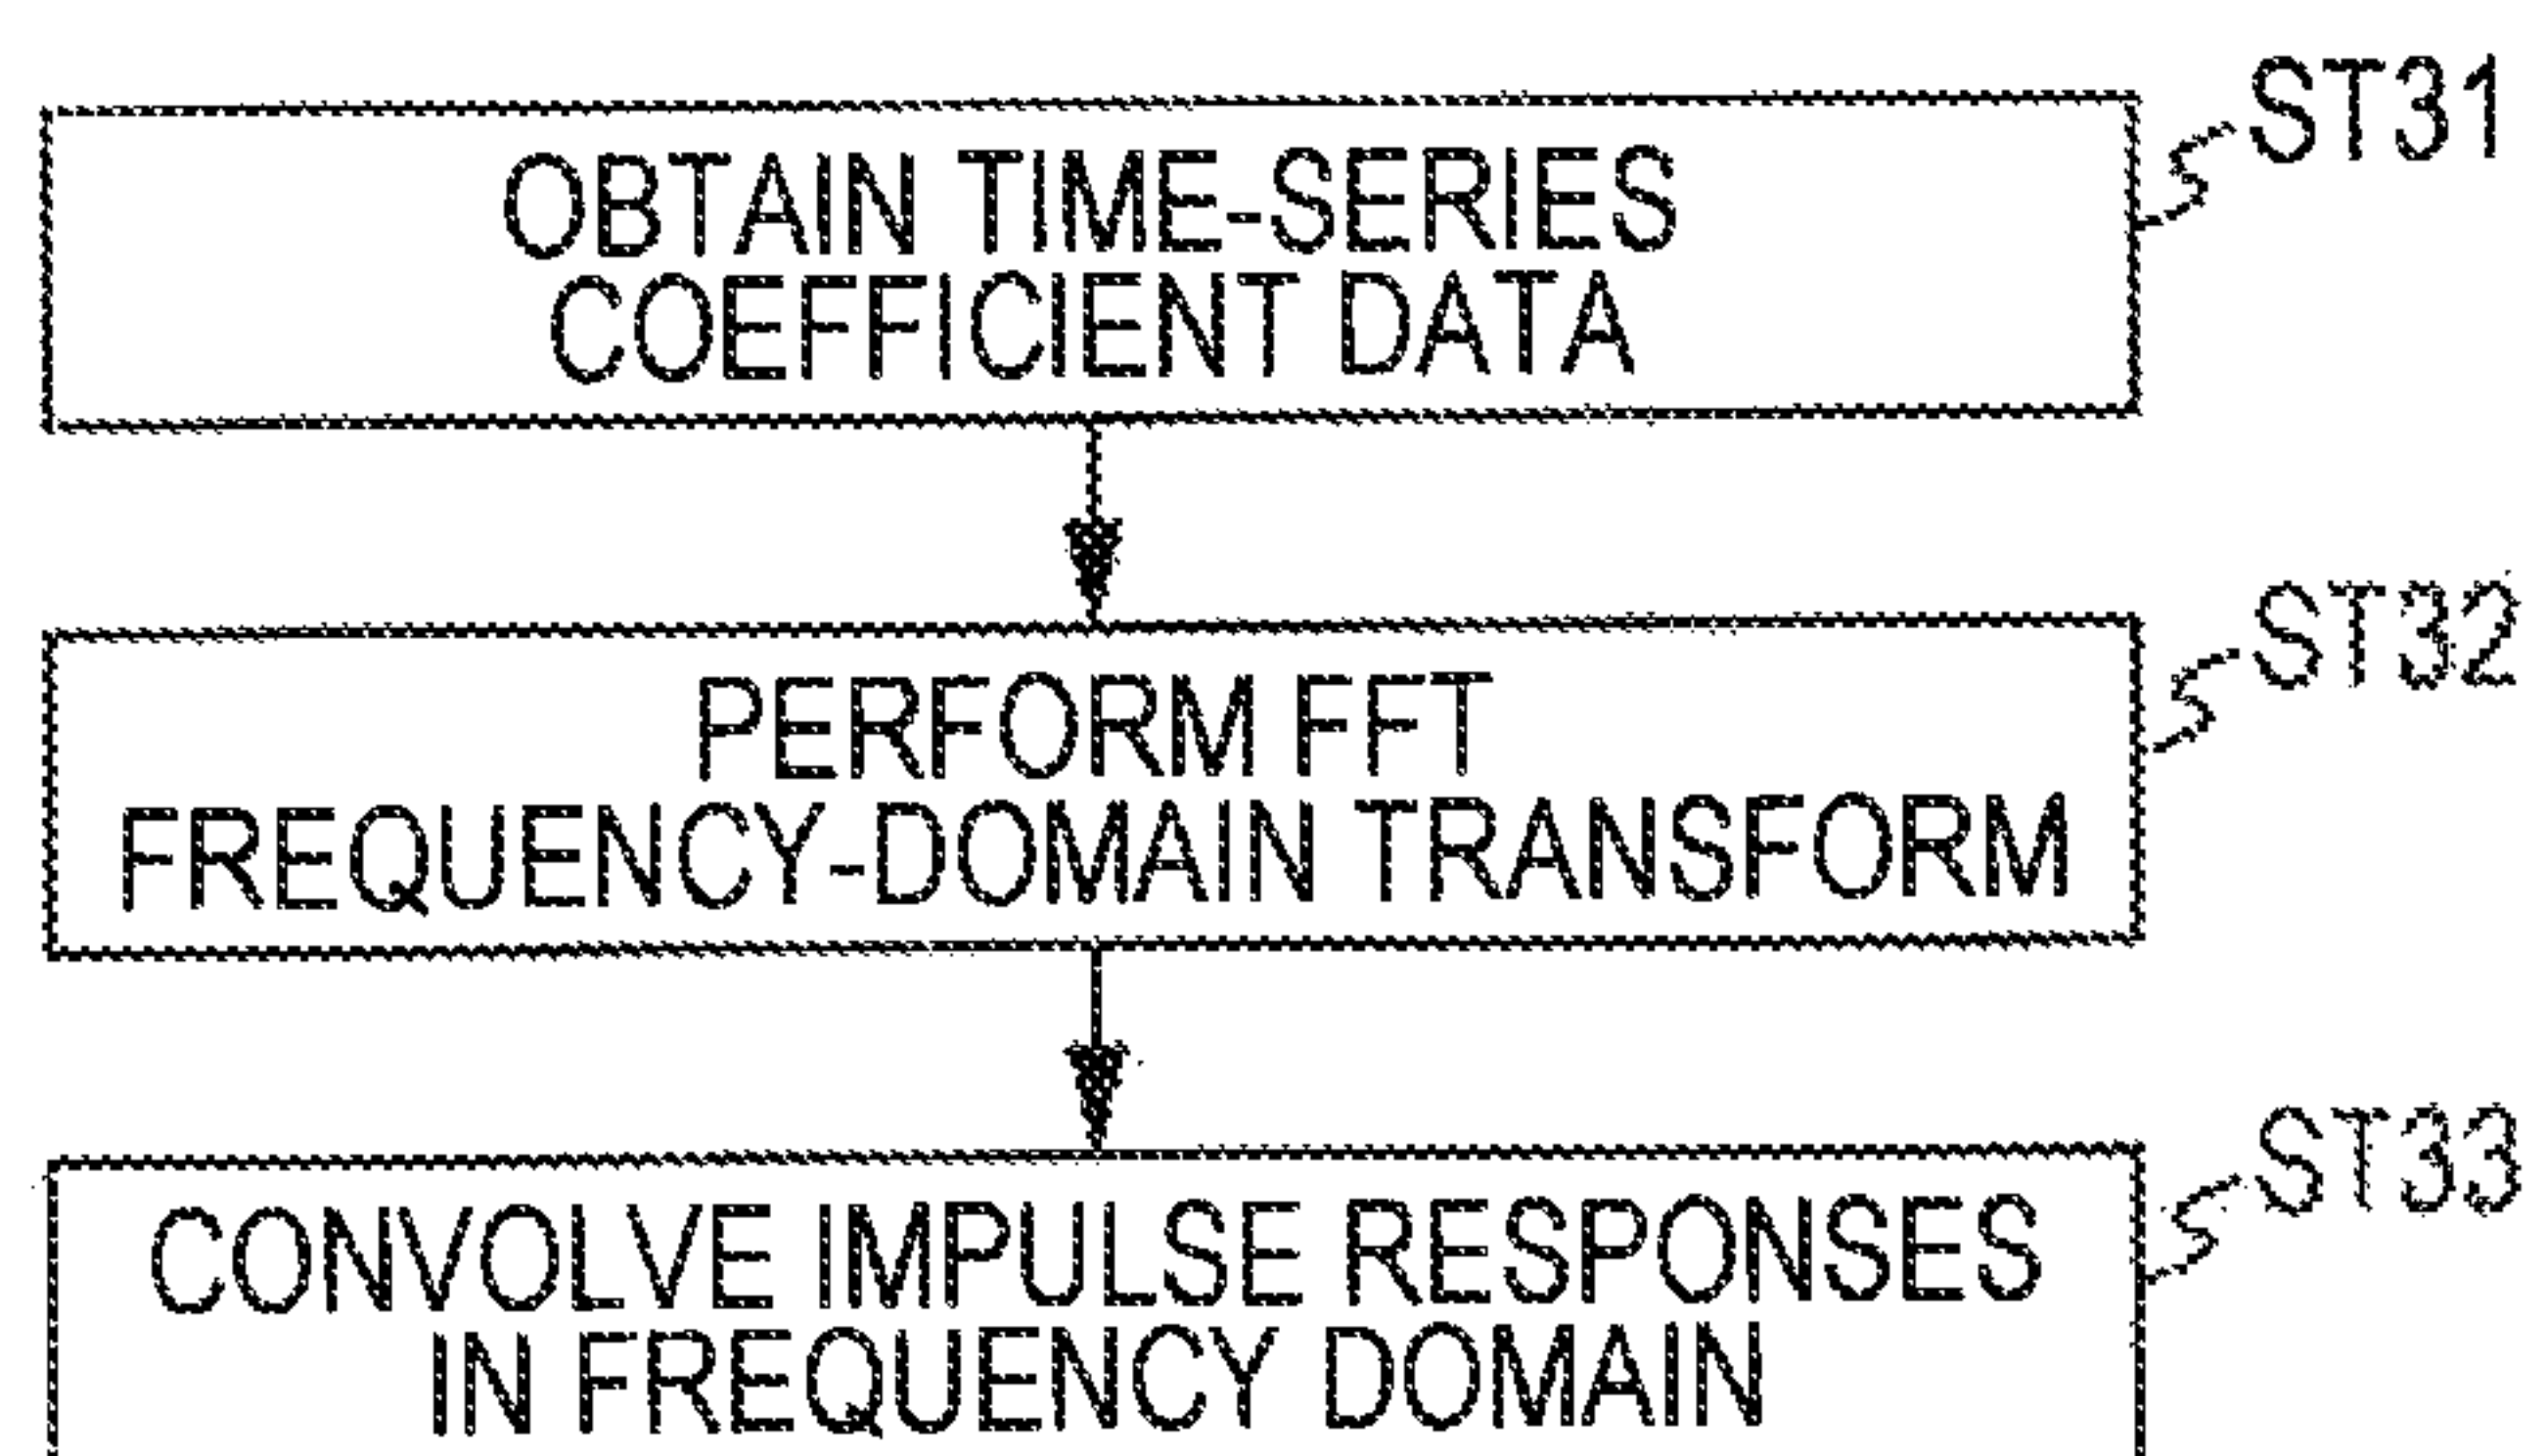 ST31
OBTAIN TIME-SERIES
COEFFICIENT DATA
ST32
PERFORM FFT
FREQUENCY-DOMAIN TRANSFORM
ST33
CONVOLVE IMPULSE RESPONSES
IN FREQUENCY DOMAIN